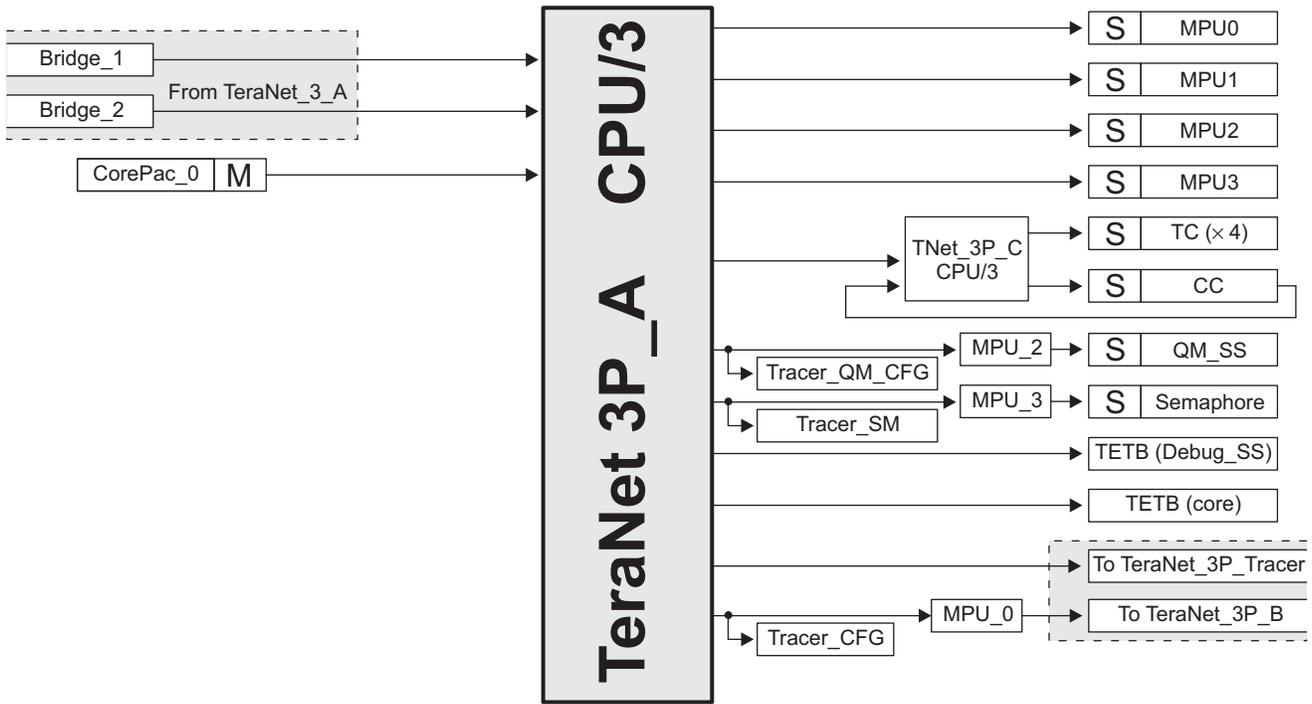 Bridge_1
From TeraNet_3_A
Bridge_2
CorePac_0 M
TeraNet 3P_A CPU/3
S MPU0
S MPU1
S MPU2
S MPU3
TNet_3P_C
CPU/3
S TC (× 4)
S CC
MPU_2 S QM_SS
Tracer_QM_CFG
MPU_3 S Semaphore
Tracer_SM
TETB (Debug_SS)
TETB (core)
To TeraNet_3P_Tracer
MPU_0 To TeraNet_3P_B
Tracer_CFG